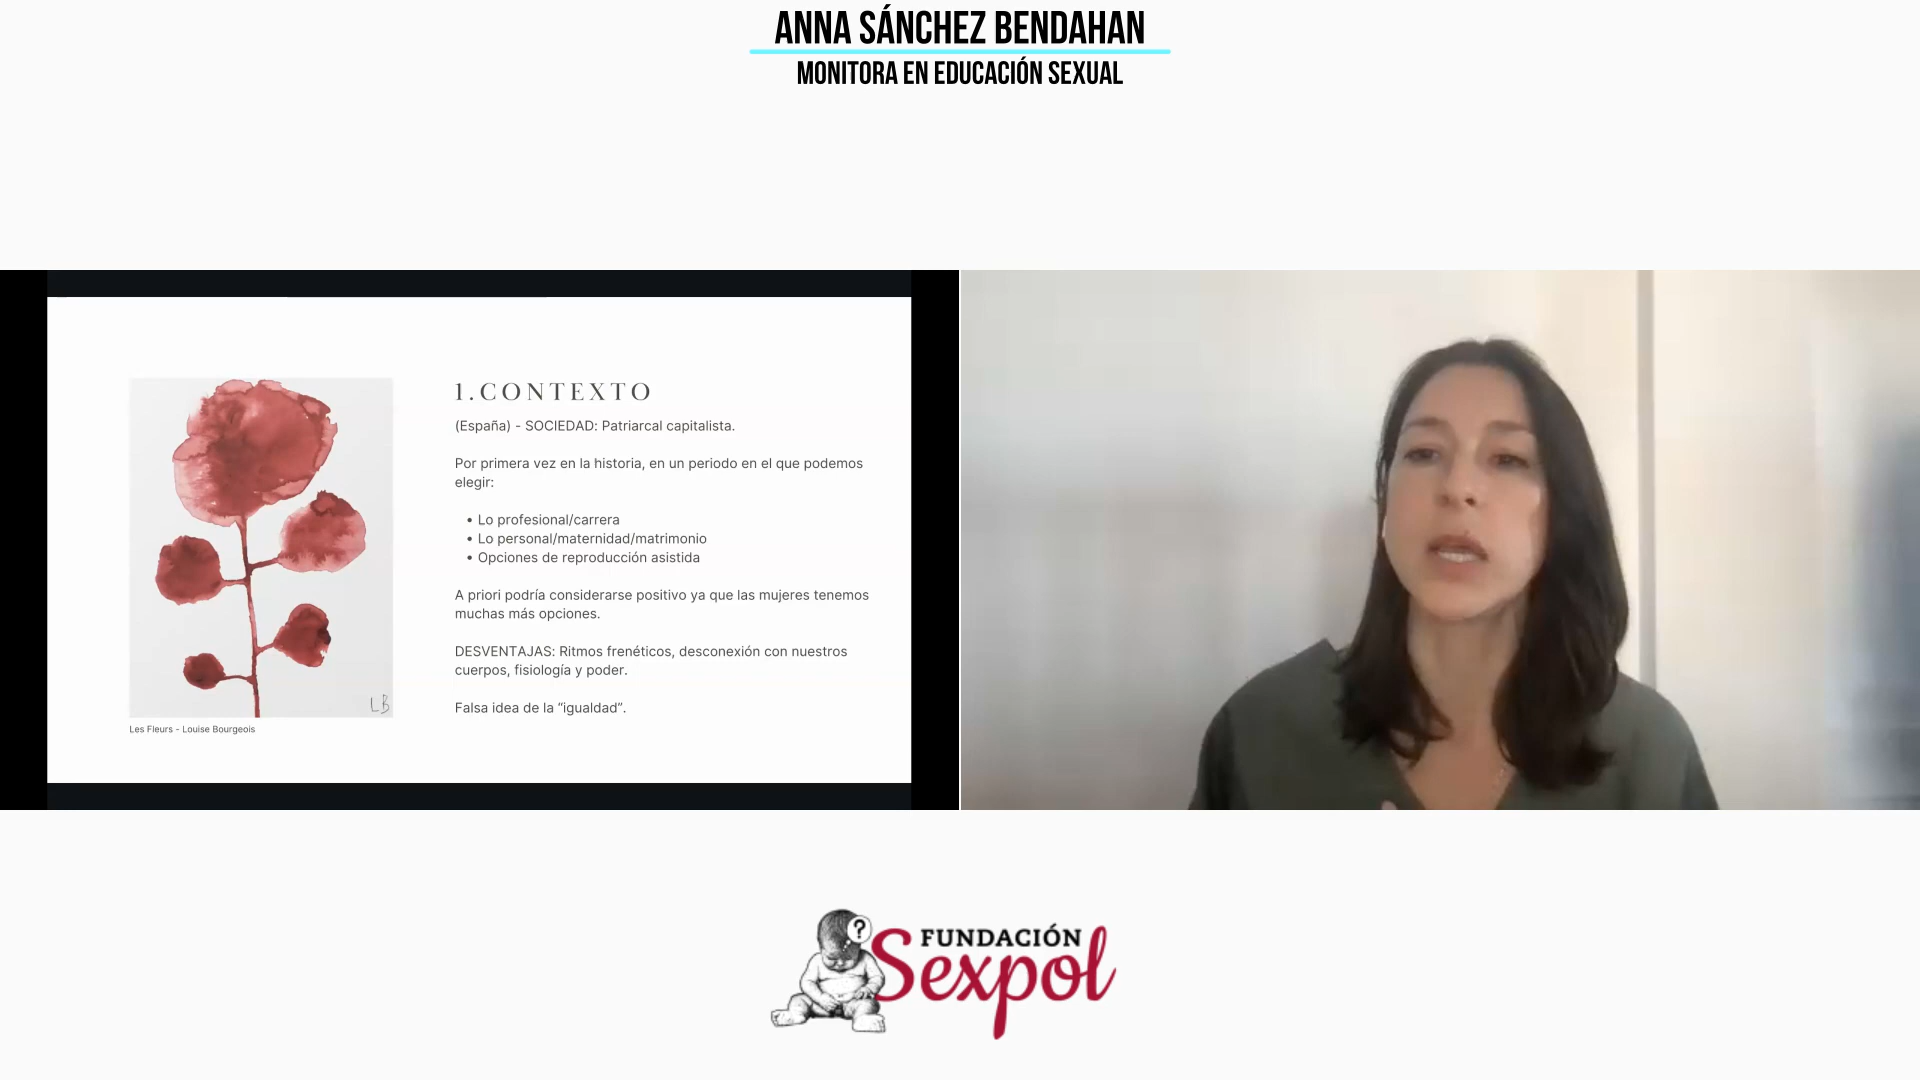 ANNA SÁNCHEZ BENDAHAN
MONITORA EN EDUCACIÓN SEXUAL
1.CONTEXTO
(España) - SOCIEDAD: Patriarcal capitalista.
Por primera vez en la historia, en un periodo en el que podemos
elegir:
• Lo profesional/carrera
• Lo personal/maternidad/matrimonio
• Opciones de reproducción asistida
A priori podría considerarse positivo ya que las mujeres tenemos
muchas más opciones.
DESVENTAJAS: Ritmos frenéticos, desconexión con nuestros
cuerpos, fisiología y poder.
Falsa idea de la “igualdad”.
LB
Les Fleurs - Louise Bourgeois
?
FUNDACIÓN
Sexpol